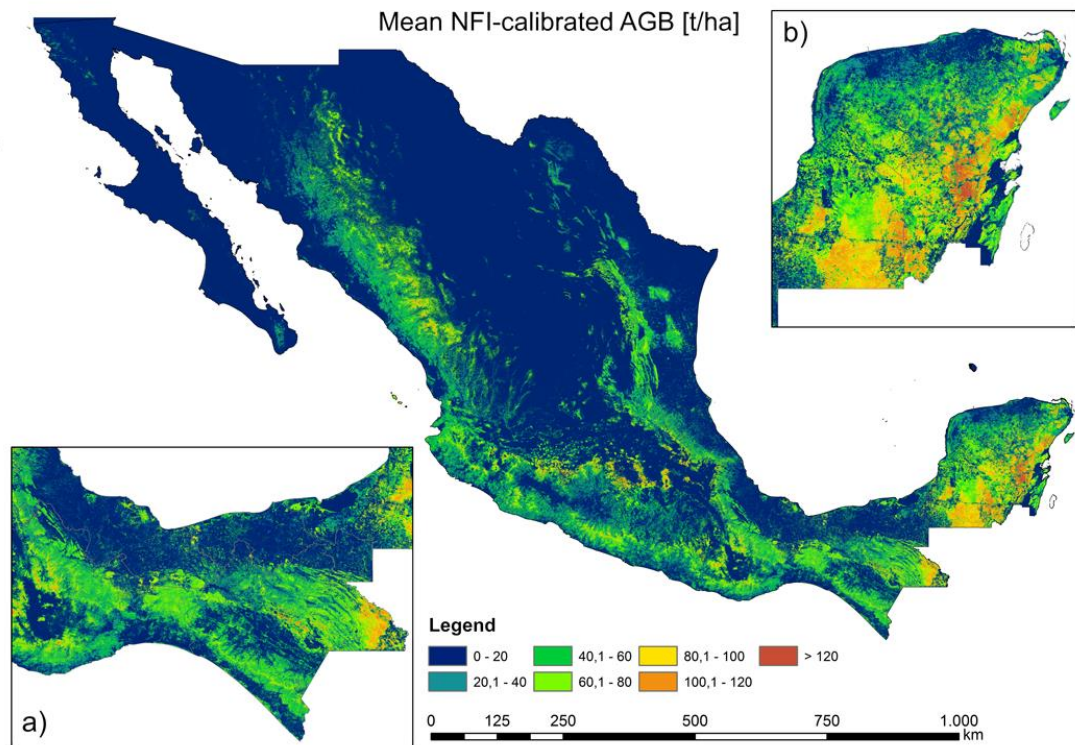 Mean NFI-calibrated AGB [t/ha]
b)
a)
Legend
0 - 20
40,1 - 60
80,1 - 100
> 120
20,1 - 40
60,1 - 80
100,1 - 120
0 125 250 500 750 1.000
km